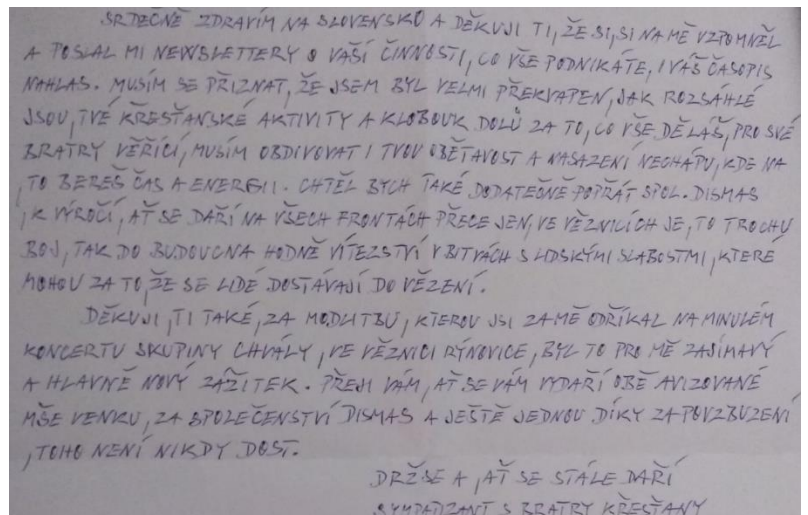 SRDEČNĚ ZDRAVÍM NA SLOVENSKO A DĚKUJI TI, ŽE SI, SI NA MĚ VZPOMNĚL
A POSLAL MI NEWSLETTERY O VAŠÍ ČINNOSTI, CO VŠE PODNIKÁTE, I VÁŠ ČASOPIS
NAHLAS. MUSÍM SE PŘIZNAT, ŽE JSEM BYL VELMI PŘEKVAPEN, JAK ROZSÁHLÉ
JSOU, TVÉ KŘESŤANSKÉ AKTIVITY A KLOBOUK DOLŮ ZA TO, CO VŠE DĚLÁŠ, PRO SVÉ
BRATRY VĚŘÍCÍ, MUSÍM OBDIVOVAT I TVOU OBĚTAVOST A NASAZENÍ NECHÁPU, KDE NA
, TO BEREŠ ČAS A ENERGII. CHTĚL BYCH TAKÉ DODATEČNĚ POPŘÁT SPOL. DISMAS
, K VÝROČÍ, AŤ SE DAŘÍ NA VŠECH FRONTÁCH PŘECE JEN, VE VĚZNICÍCH JE, TO TROCHU
BOJ, TAK DO BUDOUCNA HODNĚ VÍTEZSTVÍ V BITVÁCH S LIDSKÝMI SLABOSTMI, KTERÉ
MOHOU ZA TO, ŽE SE LIDÉ DOSTÁVAJÍ DO VĚZENÍ.
DĚKUJI, TI TAKÉ, ZA MODLITBU, KTEROU JSI ZA MĚ ODŘÍKAL NA MINULÉM
KONCERTU SKUPINY CHVÁLY, VE VĚZNICI RÝNOVICE, BYL TO PRO MĚ ZAJÍMAVÝ
A HLAVNĚ NOVÝ ZÁŽITEK. PŘEJI VÁM, AŤ SE VÁM VYDAŘÍ OBĚ AVIZOVANÉ
MŠE VENKU, ZA SPOLEČENSTVÍ DISMAS A JEŠTĚ JEDNOU DÍKY ZA POVZBUZENÍ
, TOHO NENÍ NIKDY DOST.
DRŽ SE A, AŤ SE STÁLE DAŘÍ
SYMPATIZANT S BRATRY KŘESŤANY